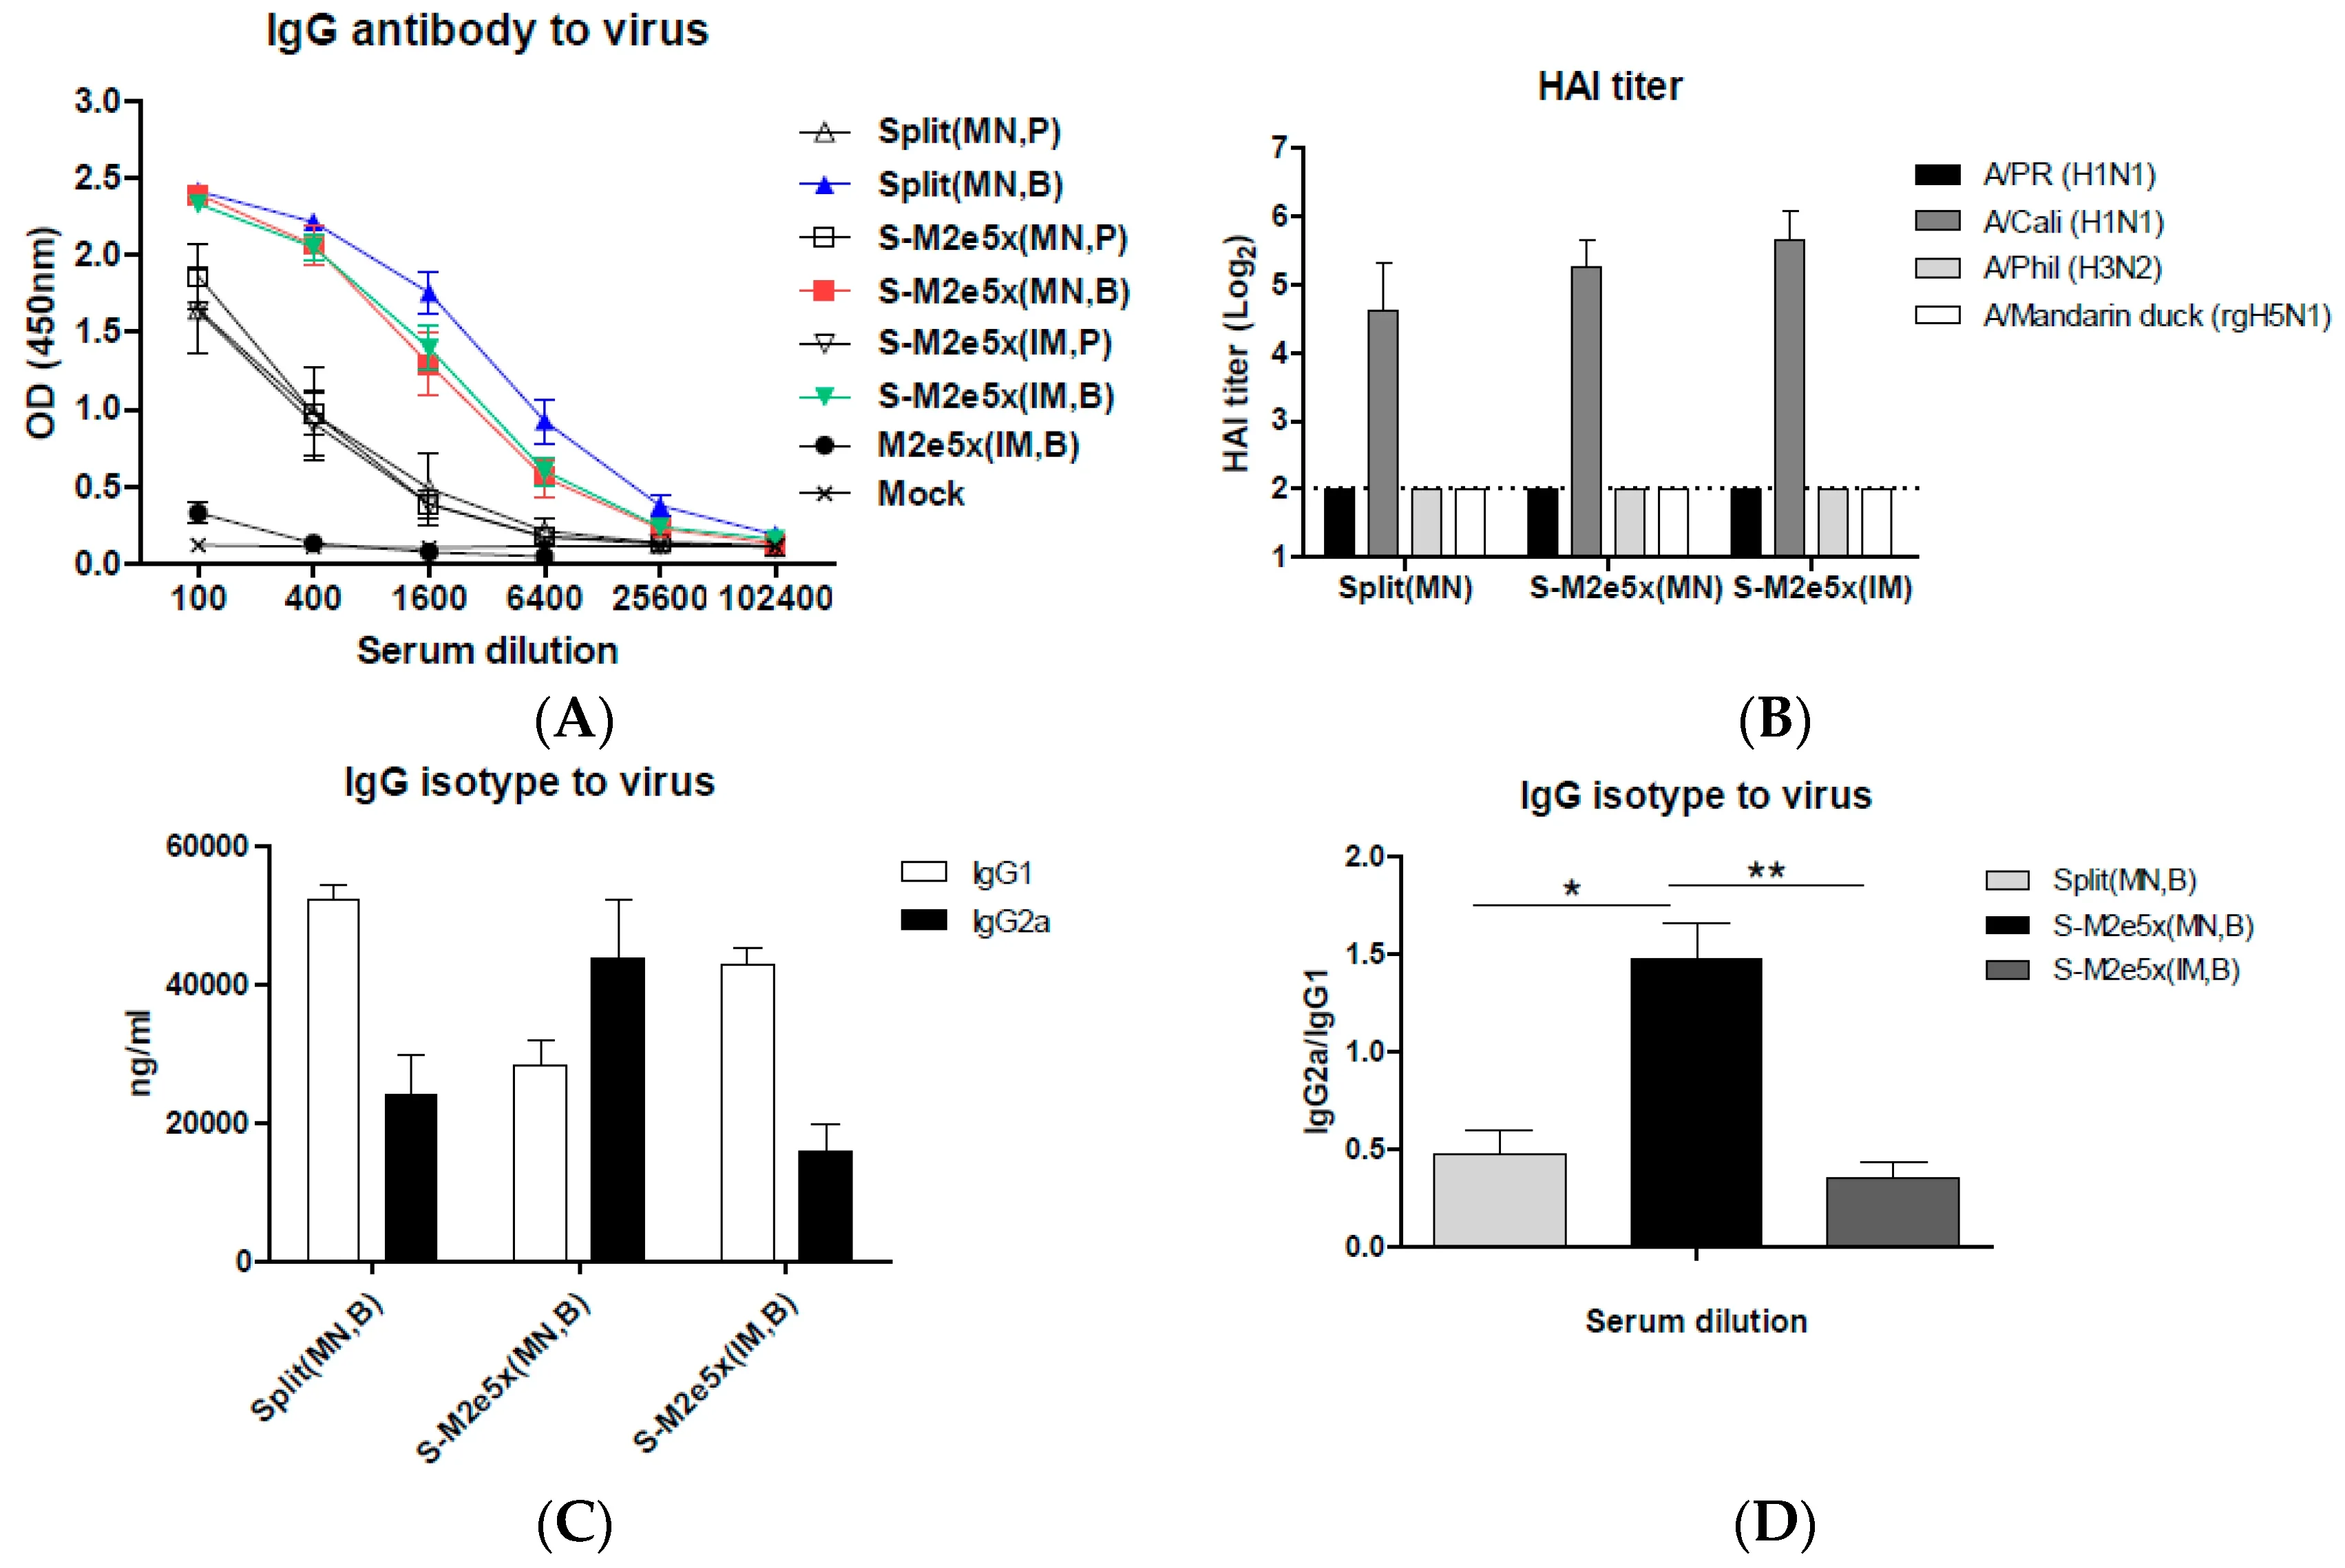 IgG antibody to virus
OD (450nm)
3.0
2.5
2.0
1.5
1.0
0.5
0.0
100 400 1600 6400 25600 102400
Serum dilution
Split(MN,P)
Split(MN,B)
S-M2e5x(MN,P)
S-M2e5x(MN,B)
S-M2e5x(IM,P)
S-M2e5x(IM,B)
M2e5x(IM,B)
Mock
(A)
HAI titer
HAI titer (Log2)
7
6
5
4
3
2
1
Split(MN) S-M2e5x(MN) S-M2e5x(IM)
A/PR (H1N1)
A/Cali (H1N1)
A/Phil (H3N2)
A/Mandarin duck (rgH5N1)
(B)
IgG isotype to virus
ng/ml
60000
40000
20000
0
Split(MN,B)
S-M2e5x(MN,B)
S-M2e5x(IM,B)
IgG1
IgG2a
(C)
IgG isotype to virus
IgG2a/IgG1
2.0
1.5
1.0
0.5
0.0
*
**
Serum dilution
Split(MN,B)
S-M2e5x(MN,B)
S-M2e5x(IM,B)
(D)